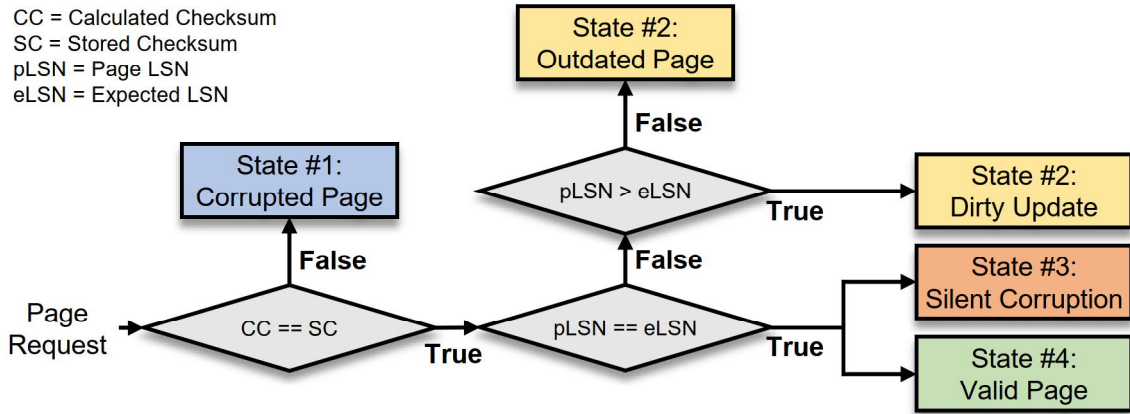 CC = Calculated Checksum
SC = Stored Checksum
pLSN = Page LSN
eLSN = Expected LSN
State #2:
Outdated Page
False
State #1:
Corrupted Page
pLSN > eLSN
True
State #2:
Dirty Update
False
False
State #3:
Silent Corruption
Page
Request
CC == SC
True
pLSN == eLSN
True
State #4:
Valid Page